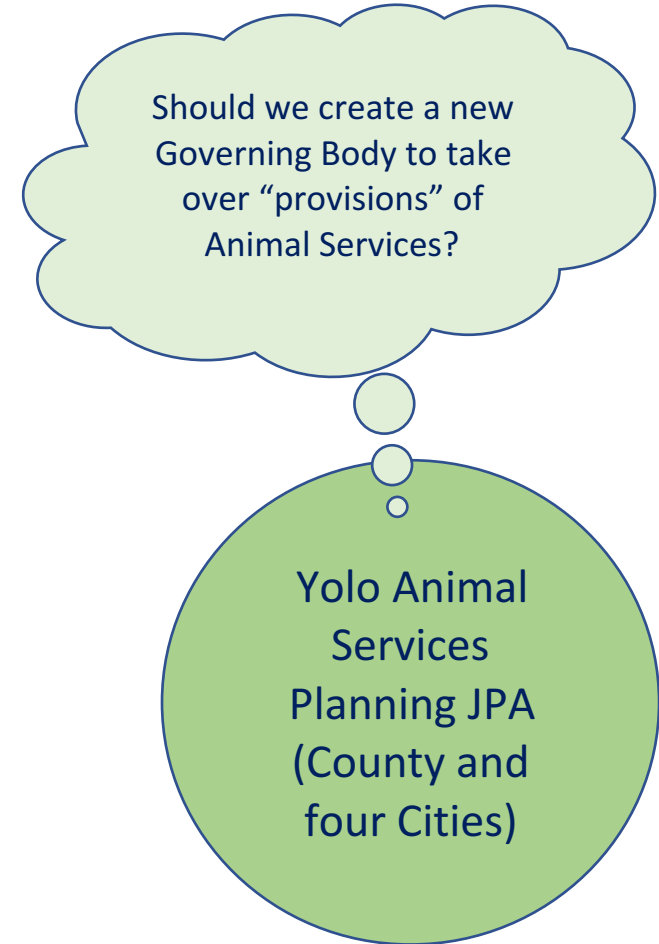 Should we create a new
Governing Body to take
over “provisions” of
Animal Services?
Yolo Animal
Services
Planning JPA
(County and
four Cities)